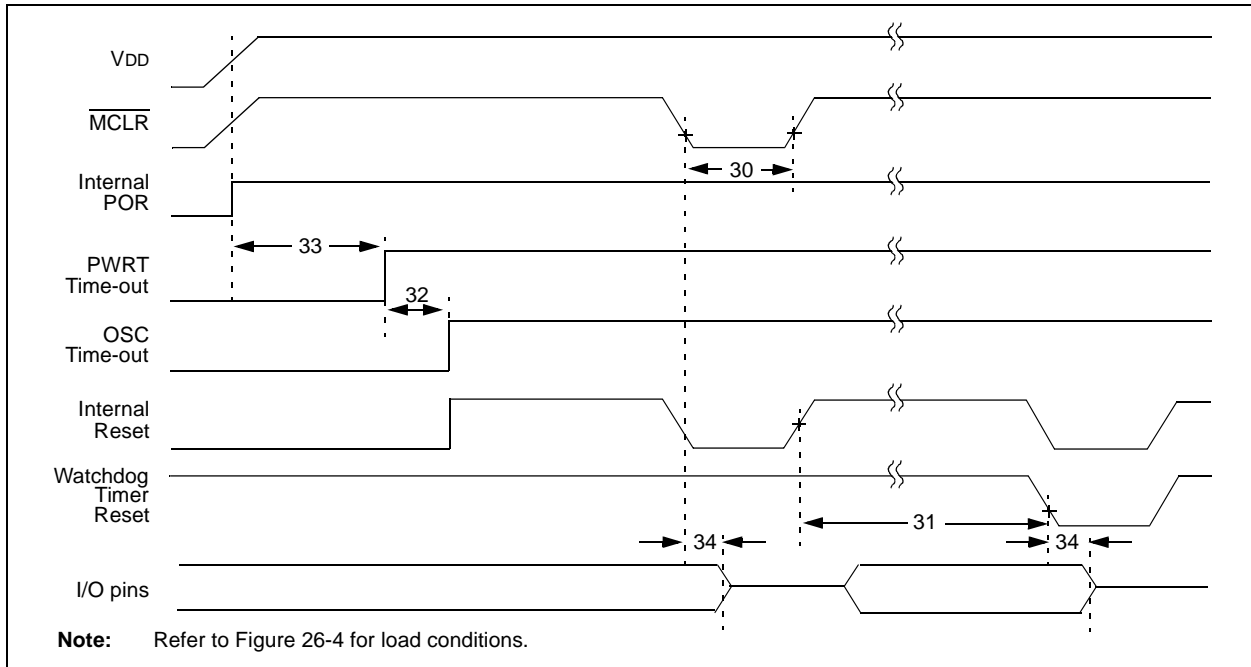 VDD
MCLR
30
Internal
POR
33
PWRT
Time-out
32
OSC
Time-out
Internal
Reset
Watchdog
Timer
Reset
31
34
34
I/O pins
Note: Refer to Figure 26-4 for load conditions.